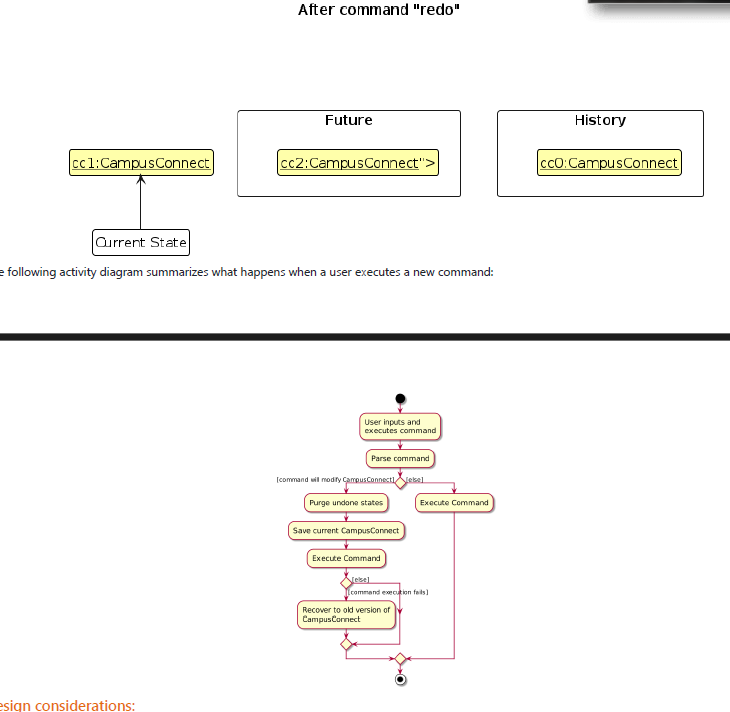 After command "redo"
Future
History
cc1:CampusConnect
cc2:CampusConnect">
cc0:CampusConnect
Current State
e following activity diagram summarizes what happens when a user executes a new command:
User inputs and
executes command
Parse command
[command will modify CampusConnect]
[else]
Purge undone states
Execute Command
Save current CampusConnect
Execute Command
[else]
[command execution fails]
Recover to old version of
CampusConnect
esign considerations: